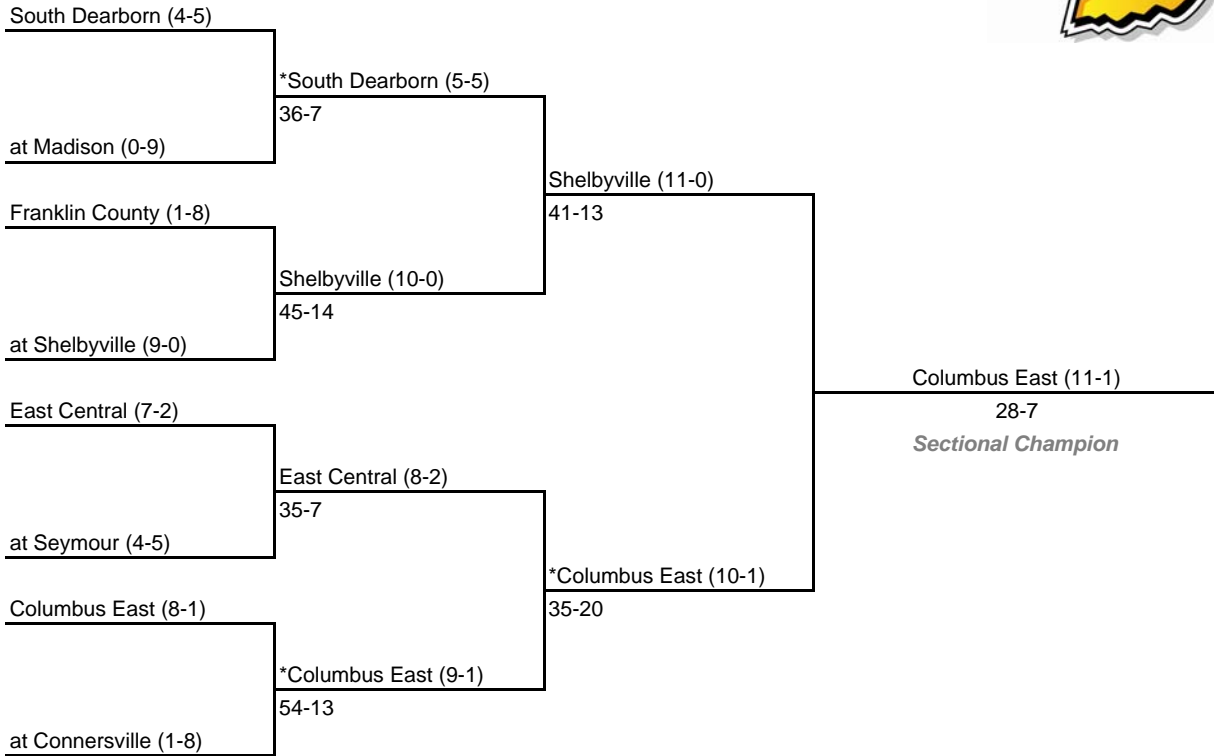 South Dearborn (4-5)
*South Dearborn (5-5)
36-7
at Madison (0-9)
Shelbyville (11-0)
41-13
Franklin County (1-8)
Shelbyville (10-0)
45-14
at Shelbyville (9-0)
Columbus East (11-1)
28-7
Sectional Champion
East Central (7-2)
East Central (8-2)
35-7
at Seymour (4-5)
*Columbus East (10-1)
35-20
Columbus East (8-1)
*Columbus East (9-1)
54-13
at Connersville (1-8)